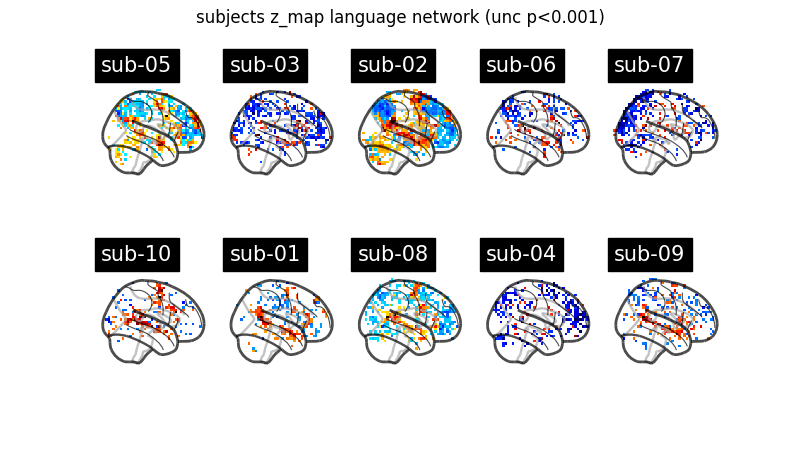 subjects z_map language network (unc p<0.001)
sub-05
sub-03
sub-02
sub-06
sub-07
sub-10
sub-01
sub-08
sub-04
sub-09